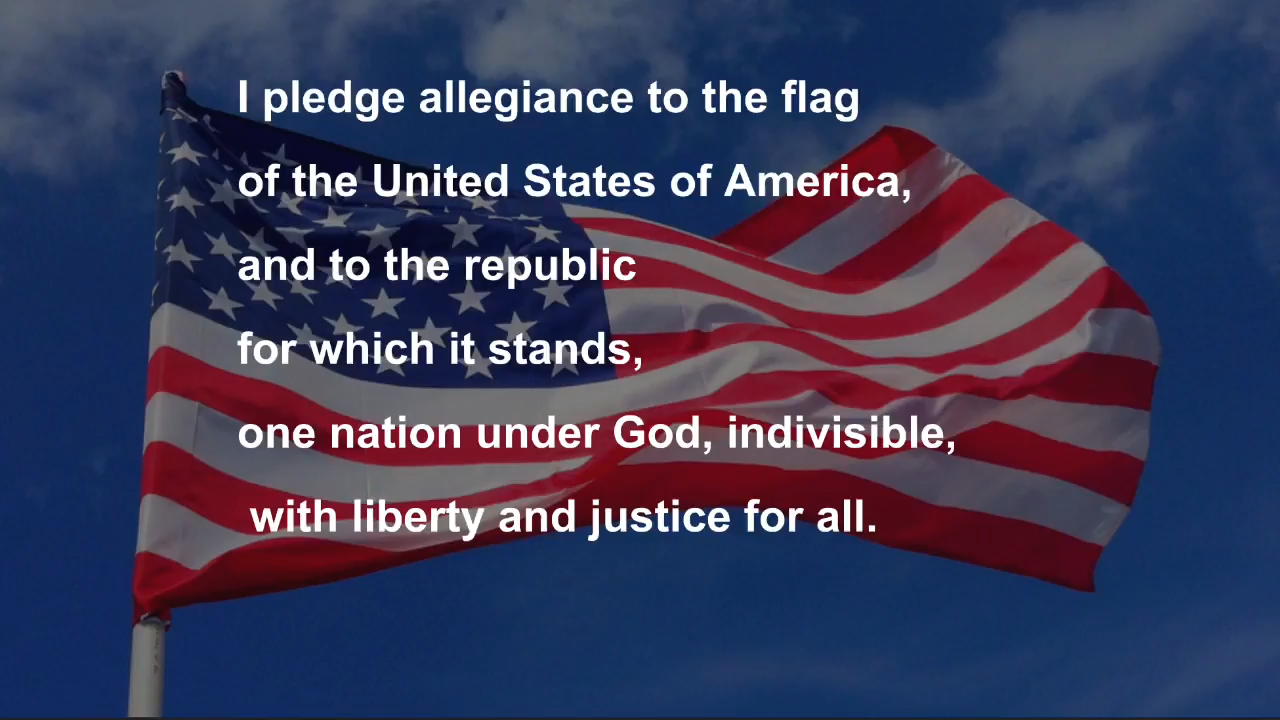 I pledge allegiance to the flag
of the United States of America,
and to the republic
for which it stands,
one nation under God, indivisible,
with liberty and justice for all.